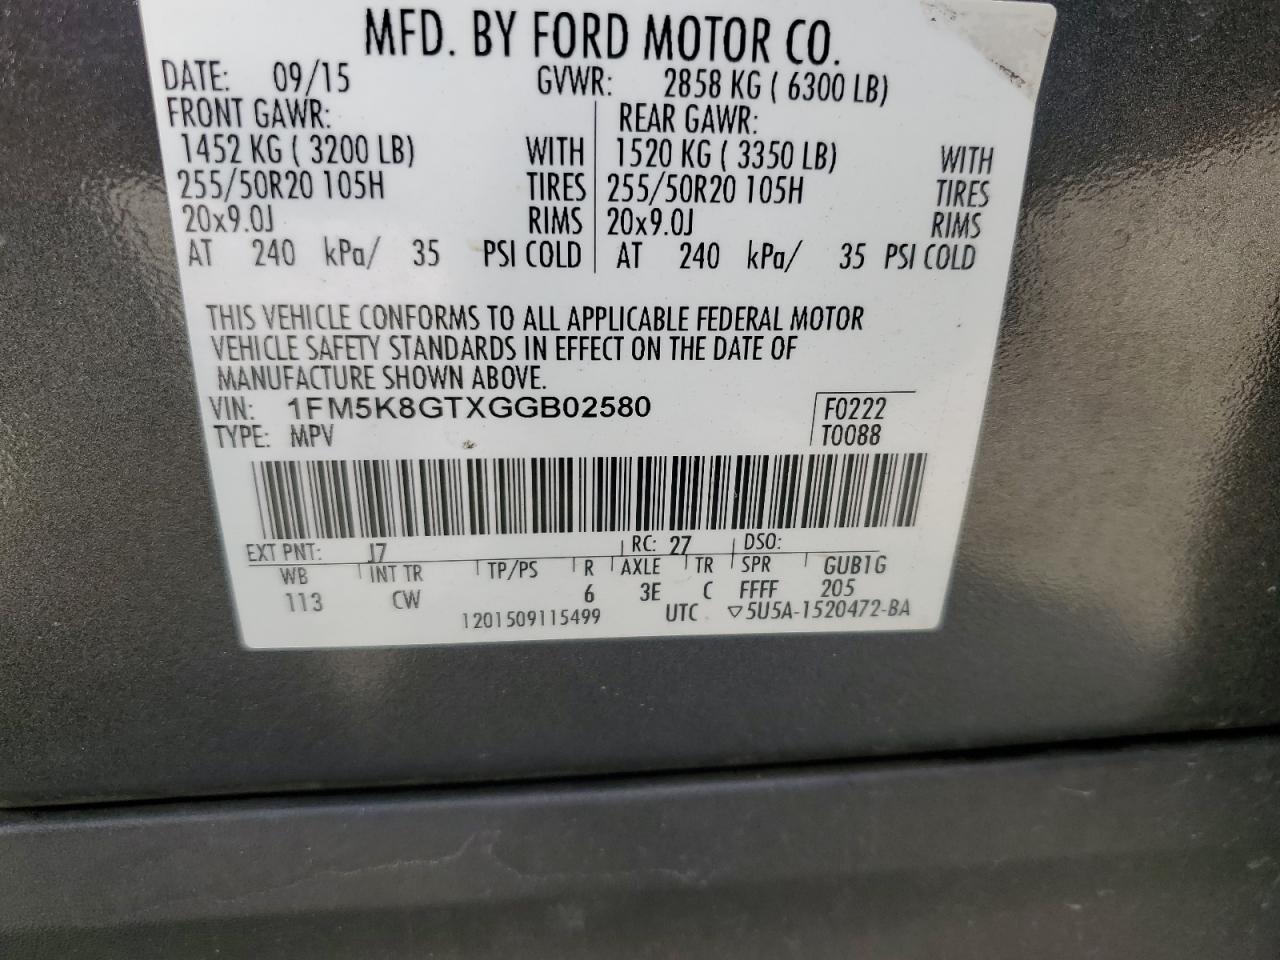 MFD. BY FORD MOTOR CO.
DATE: 09/15 GVWR: 2858 KG ( 6300 LB)
FRONT GAWR: REAR GAWR:
1452 KG ( 3200 LB) WITH 1520 KG ( 3350 LB) WITH
255/50R20 105H TIRES 255/50R20 105H TIRES
20x9.0J RIMS 20x9.0J RIMS
AT 240 kPa/ 35 PSI COLD AT 240 kPa/ 35 PSI COLD
THIS VEHICLE CONFORMS TO ALL APPLICABLE FEDERAL MOTOR
VEHICLE SAFETY STANDARDS IN EFFECT ON THE DATE OF
MANUFACTURE SHOWN ABOVE.
VIN: 1FM5K8GTXGGB02580 F0222
TYPE: MPV T0088
EXT PNT: J7 RC: 27 DSO:
WB INT TR TP/PS R AXLE TR SPR GUB1G
113 CW 6 3E C FFFF 205
1201509115499 UTC ▽5U5A-1520472-BA